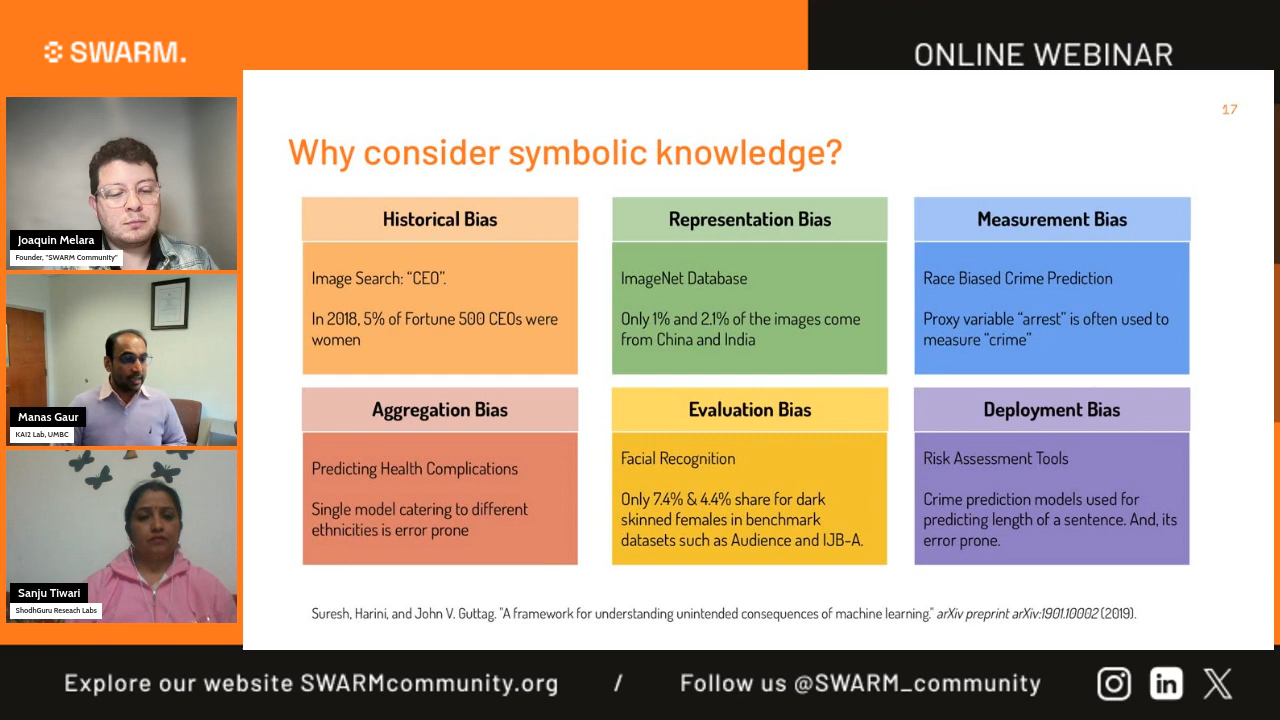 SWARM.
ONLINE WEBINAR
17
Why consider symbolic knowledge?
Historical Bias
Image Search: “CEO”.
In 2018, 5% of Fortune 500 CEOs were
women
Representation Bias
ImageNet Database
Only 1% and 2.1% of the images come
from China and India
Measurement Bias
Race Biased Crime Prediction
Proxy variable “arrest” is often used to
measure “crime”
Aggregation Bias
Predicting Health Complications
Single model catering to different
ethnicities is error prone
Evaluation Bias
Facial Recognition
Only 7.4% & 4.4% share for dark
skinned females in benchmark
datasets such as Audience and IJB-A.
Deployment Bias
Risk Assessment Tools
Crime prediction models used for
predicting length of a sentence. And, its
error prone.
Suresh, Harini, and John V. Guttag. "A framework for understanding unintended consequences of machine learning." arXiv preprint arXiv:1901.10002 (2019).
Joaquin Melara
Founder, "SWARM Community"
Manas Gaur
KAI2 Lab, UMBC
Sanju Tiwari
ShodhGuru Reseach Labs
Explore our website SWARMcommunity.org / Follow us @SWARM_community
in